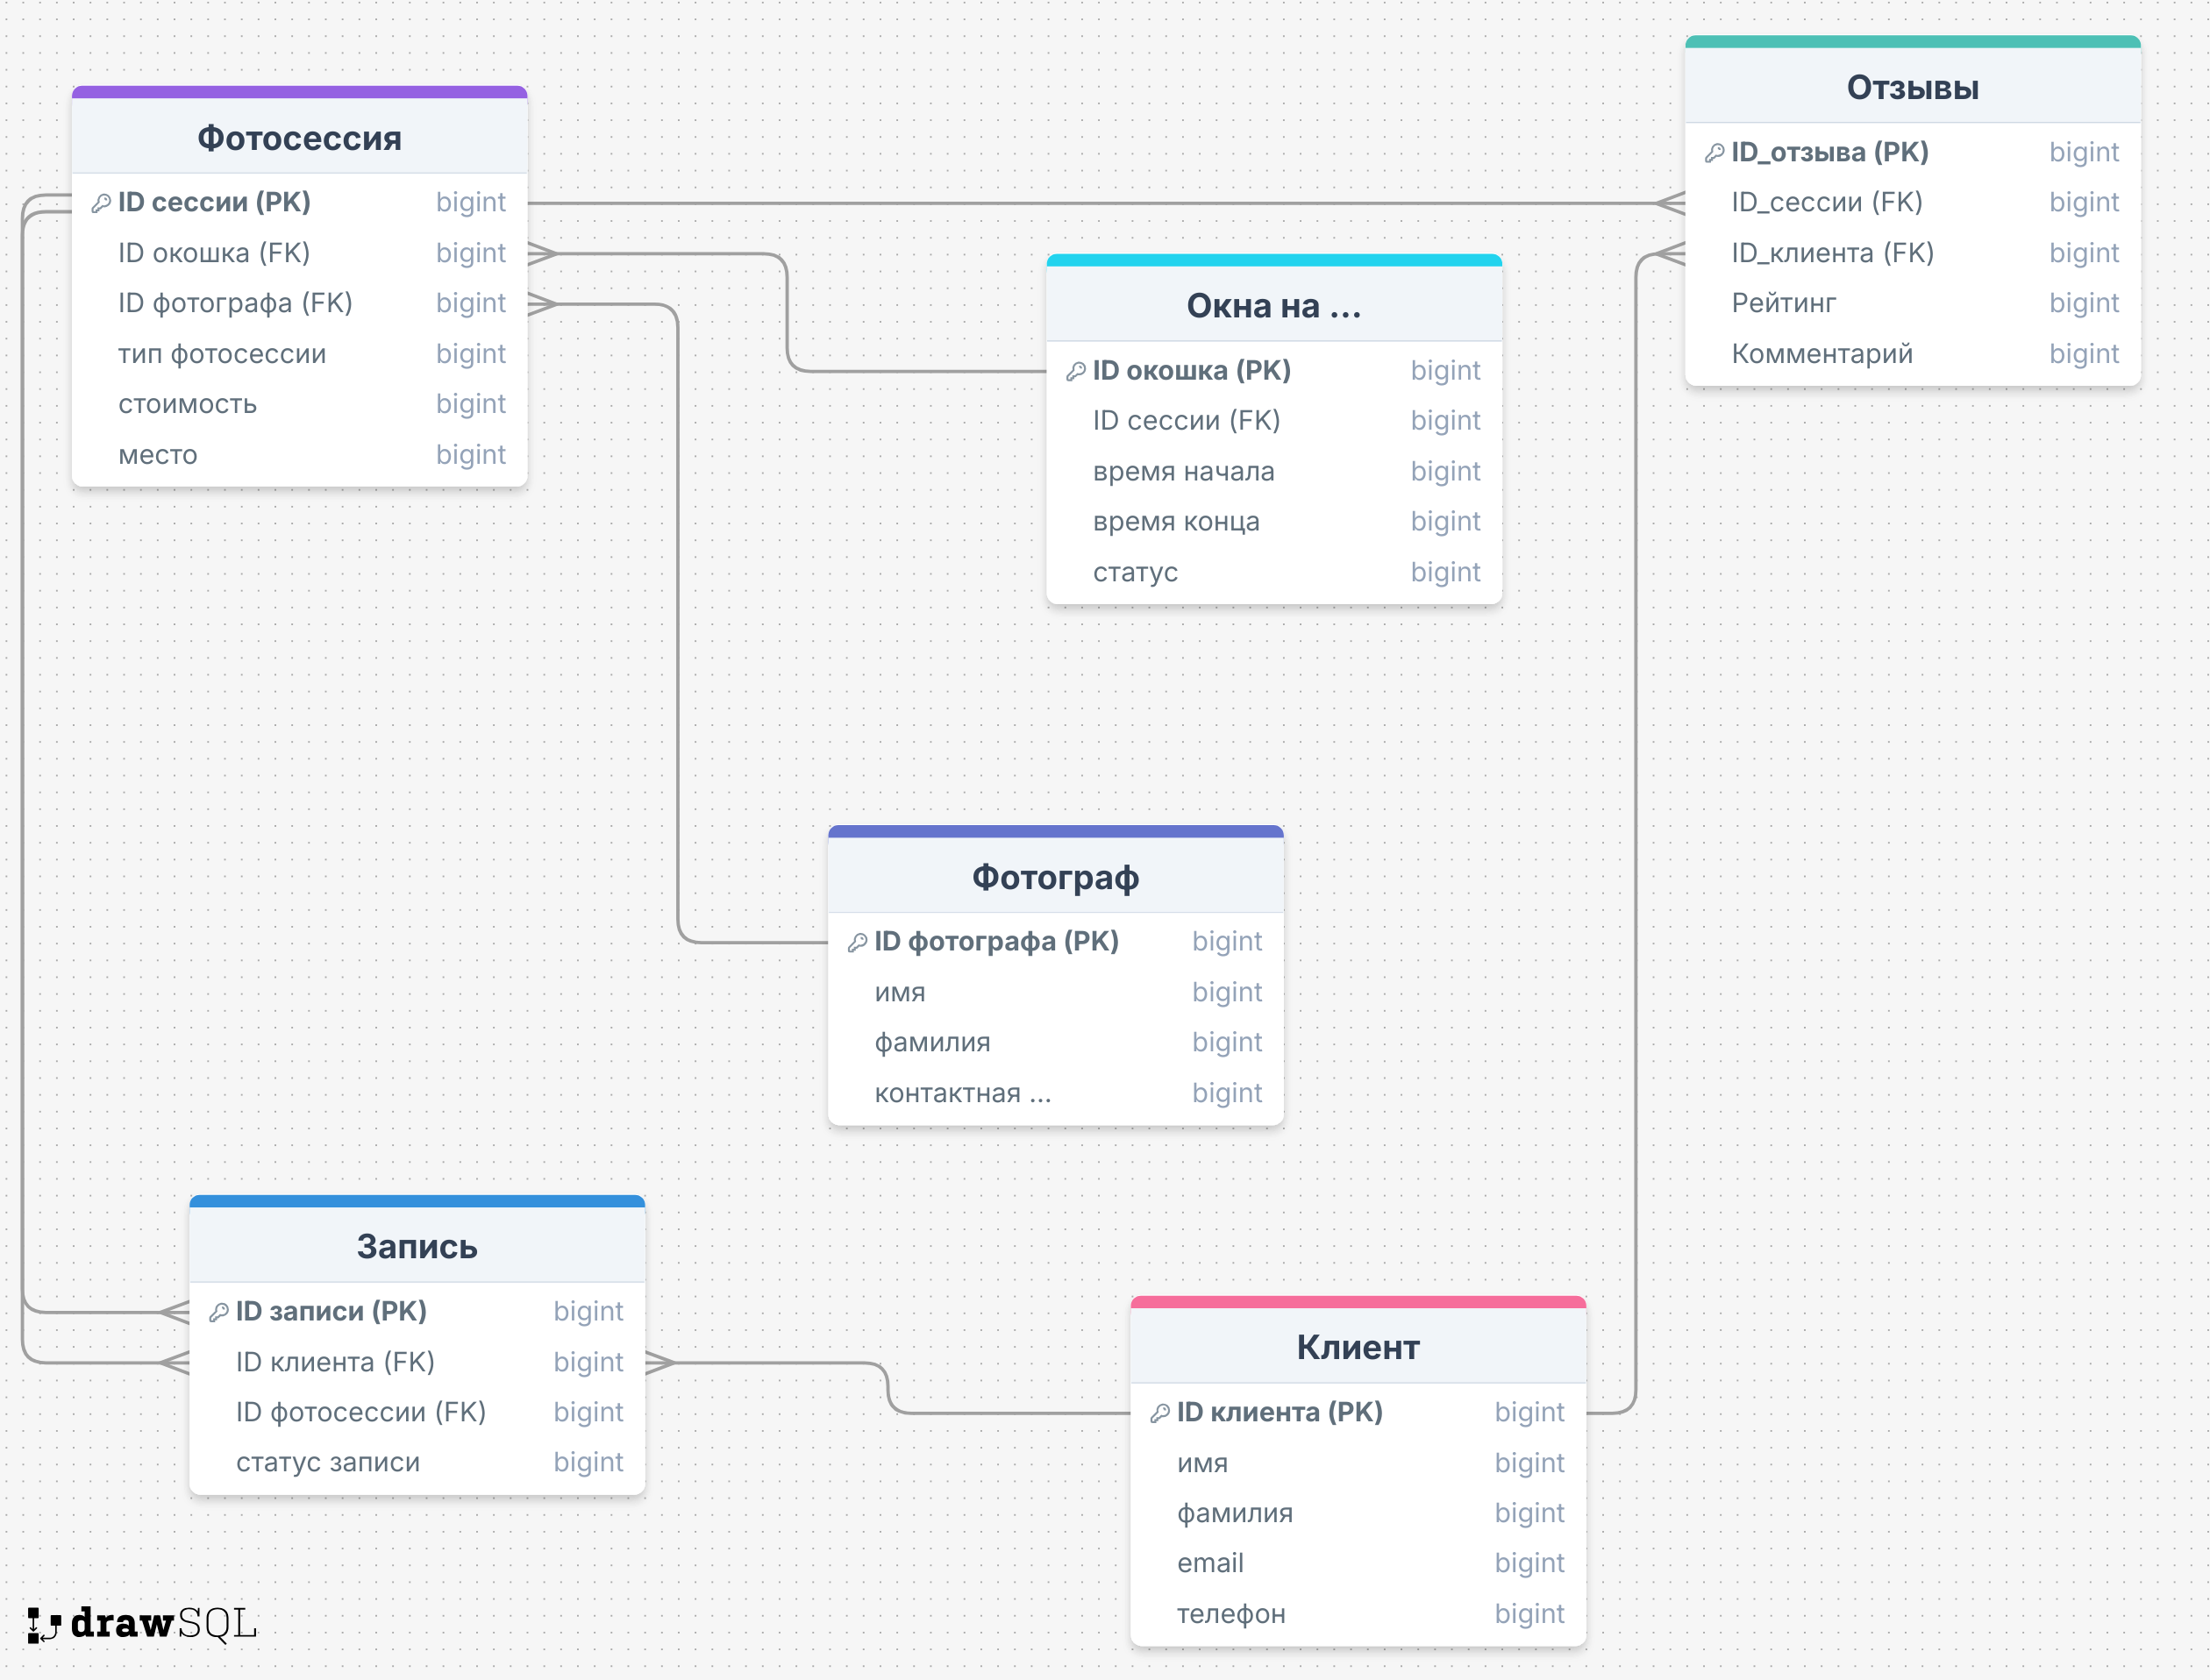 Фотосессия
ID сессии (PK) bigint
ID окошка (FK) bigint
ID фотографа (FK) bigint
тип фотосессии bigint
стоимость bigint
место bigint
Отзывы
ID_отзыва (PK) bigint
ID_сессии (FK) bigint
ID_клиента (FK) bigint
Рейтинг bigint
Комментарий bigint
Окна на ...
ID окошка (PK) bigint
ID сессии (FK) bigint
время начала bigint
время конца bigint
статус bigint
Фотограф
ID фотографа (PK) bigint
имя bigint
фамилия bigint
контактная ... bigint
Запись
ID записи (PK) bigint
ID клиента (FK) bigint
ID фотосессии (FK) bigint
статус записи bigint
Клиент
ID клиента (PK) bigint
имя bigint
фамилия bigint
email bigint
телефон bigint
drawSQL